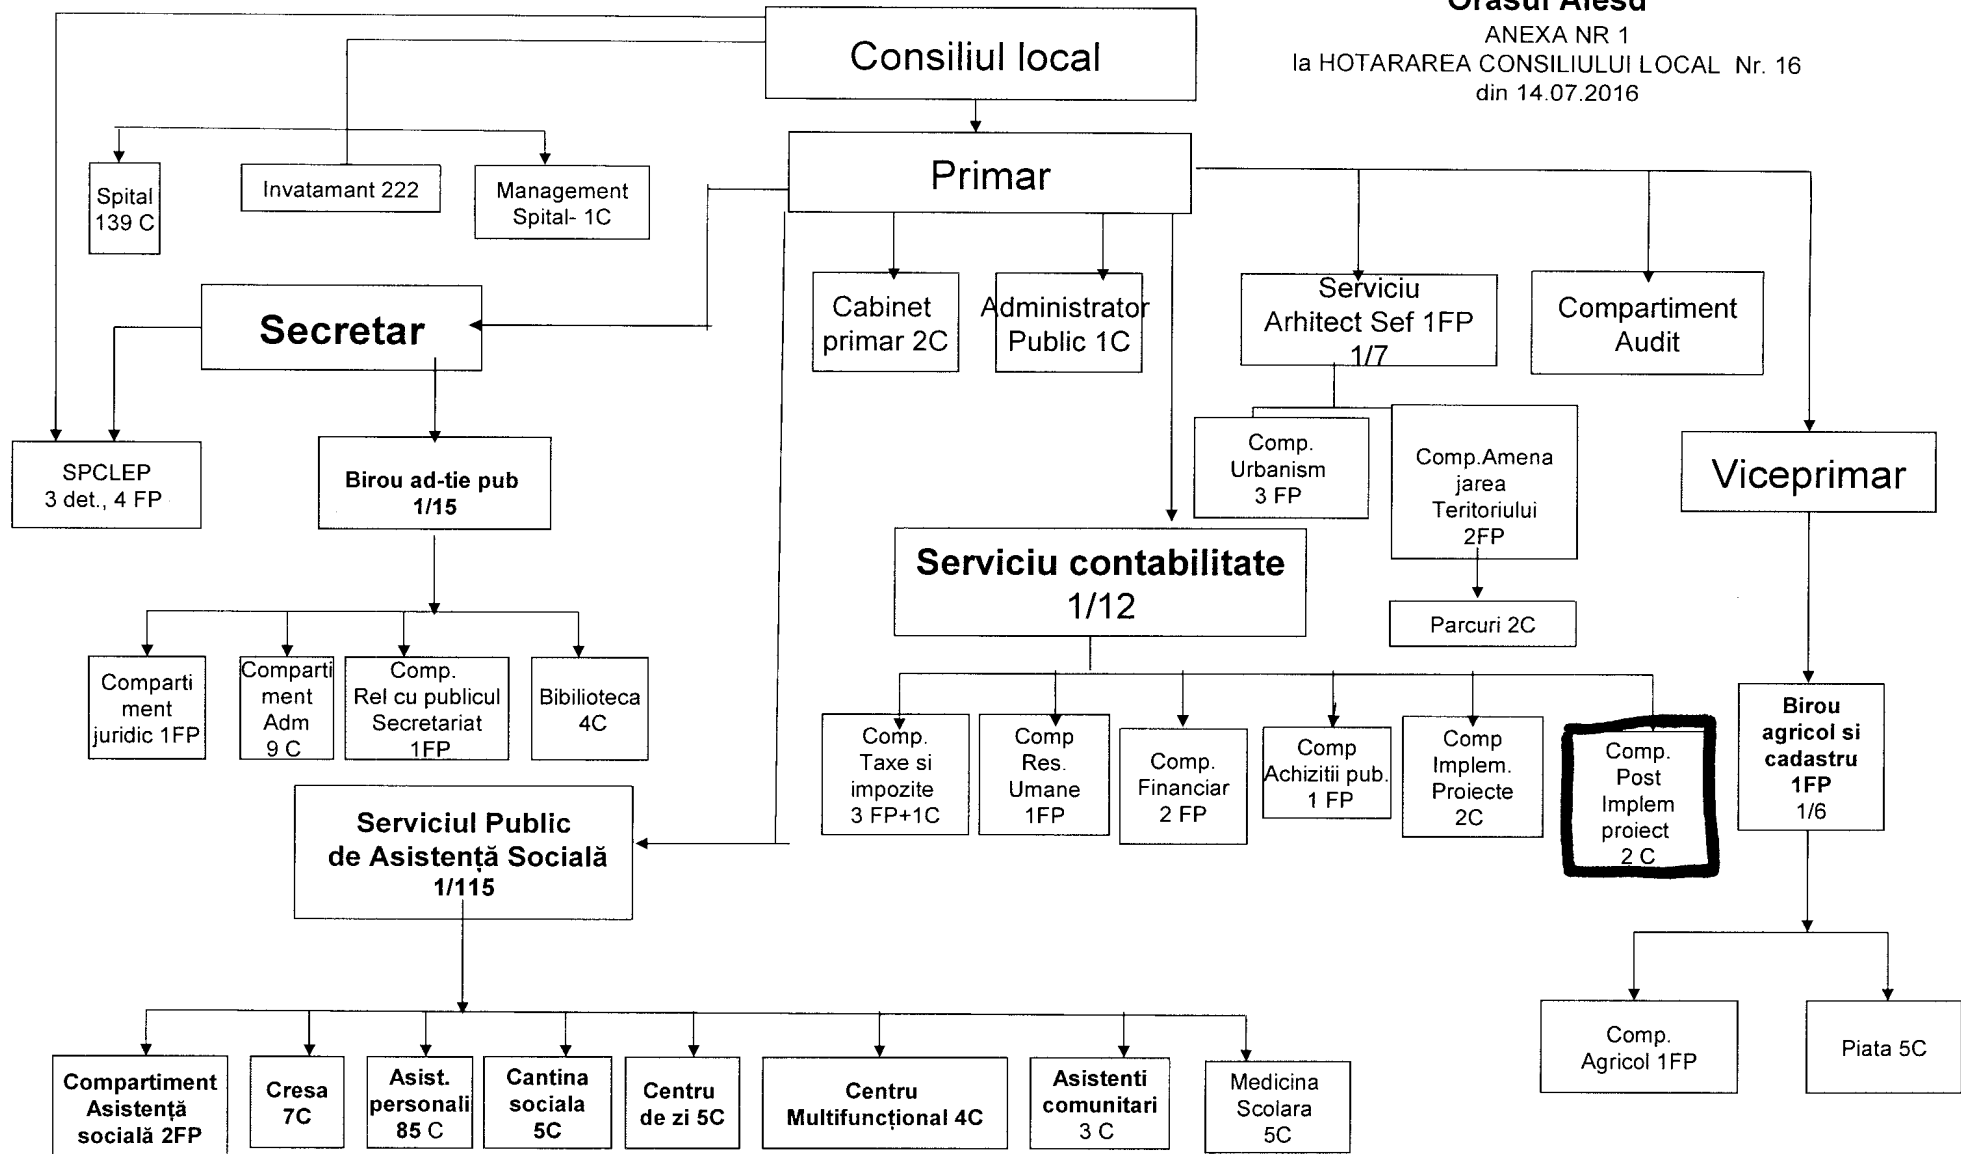 Orasul Alesd
ANEXA NR 1
la HOTARAREA CONSILIULUI LOCAL Nr. 16
din 14.07.2016
Consiliul local
Primar
Spital
139 C
Invatamant 222
Management
Spital- 1C
Secretar
Cabinet
primar 2C
Administrator
Public 1C
Serviciu
Arhitect Sef 1FP
1/7
Compartiment
Audit
SPCLEP
3 det., 4 FP
Birou ad-tie pub
1/15
Comp.
Urbanism
3 FP
Comp.Amena
jarea
Teritoriului
2FP
Viceprimar
Serviciu contabilitate
1/12
Parcuri 2C
Comparti
ment
juridic 1FP
Comparti
ment
Adm
9 C
Comp.
Rel cu publicul
Secretariat
1FP
Bibilioteca
4C
Comp.
Taxe si
impozite
3 FP+1C
Comp
Res.
Umane
1FP
Comp.
Financiar
2 FP
Comp
Achizitii pub.
1 FP
Comp
Implem.
Proiecte
2C
Comp.
Post
Implem
proiect
2 C
Birou
agricol si
cadastru
1FP
1/6
Serviciul Public
de Asistență Socială
1/115
Comp.
Agricol 1FP
Piata 5C
Compartiment
Asistență
socială 2FP
Cresa
7C
Asist.
personali
85 C
Cantina
sociala
5C
Centru
de zi 5C
Centru
Multifuncțional 4C
Asistenti
comunitari
3 C
Medicina
Scolara
5C